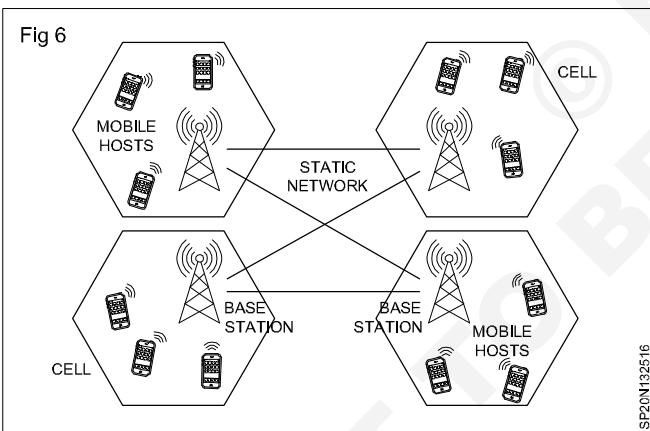 Fig 6
CELL
MOBILE
HOSTS
STATIC
NETWORK
BASE
STATION
BASE
STATION
MOBILE
HOSTS
CELL
SP20N132516